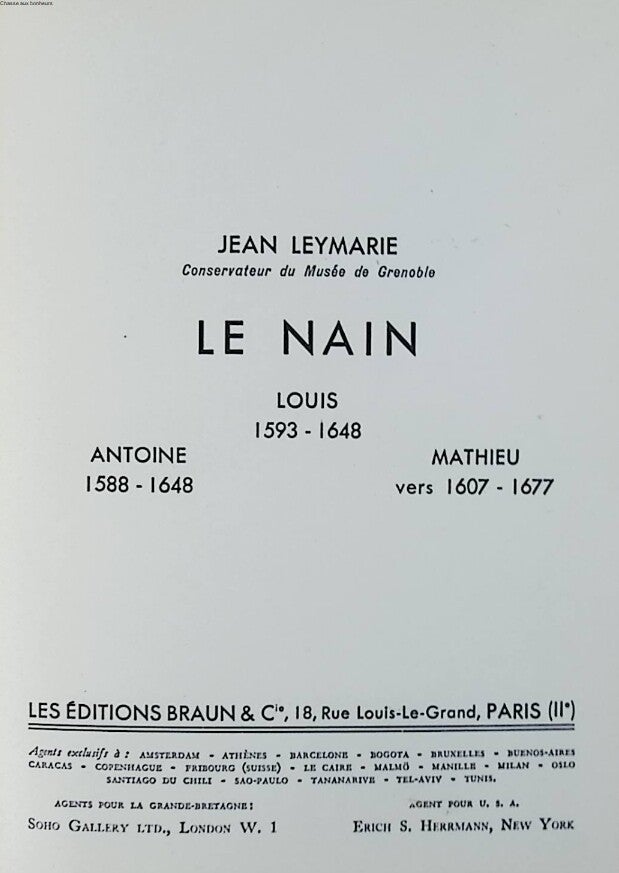 Chasse aux bonheurs
JEAN LEYMARIE
Conservateur du Musée de Grenoble
LE NAIN
LOUIS
1593 - 1648
ANTOINE
1588 - 1648
MATHIEU
vers 1607 - 1677
LES ÉDITIONS BRAUN & Cie, 18, Rue Louis-Le-Grand, PARIS (IIe)
Agents exclusifs à : AMSTERDAM - ATHÈNES - BARCELONE - BOGOTA - BRUXELLES - BUENOS-AIRES
CARACAS - COPENHAGUE - FRIBOURG (SUISSE) - LE CAIRE - MALMÖ - MANILLE - MILAN - OSLO
SANTIAGO DU CHILI - SAO-PAULO - TANANARIVE - TEL-AVIV - TUNIS.
AGENTS POUR LA GRANDE-BRETAGNE :
SOHO GALLERY LTD., LONDON W. 1
AGENT POUR U. S. A.
ERICH S. HERRMANN, NEW YORK